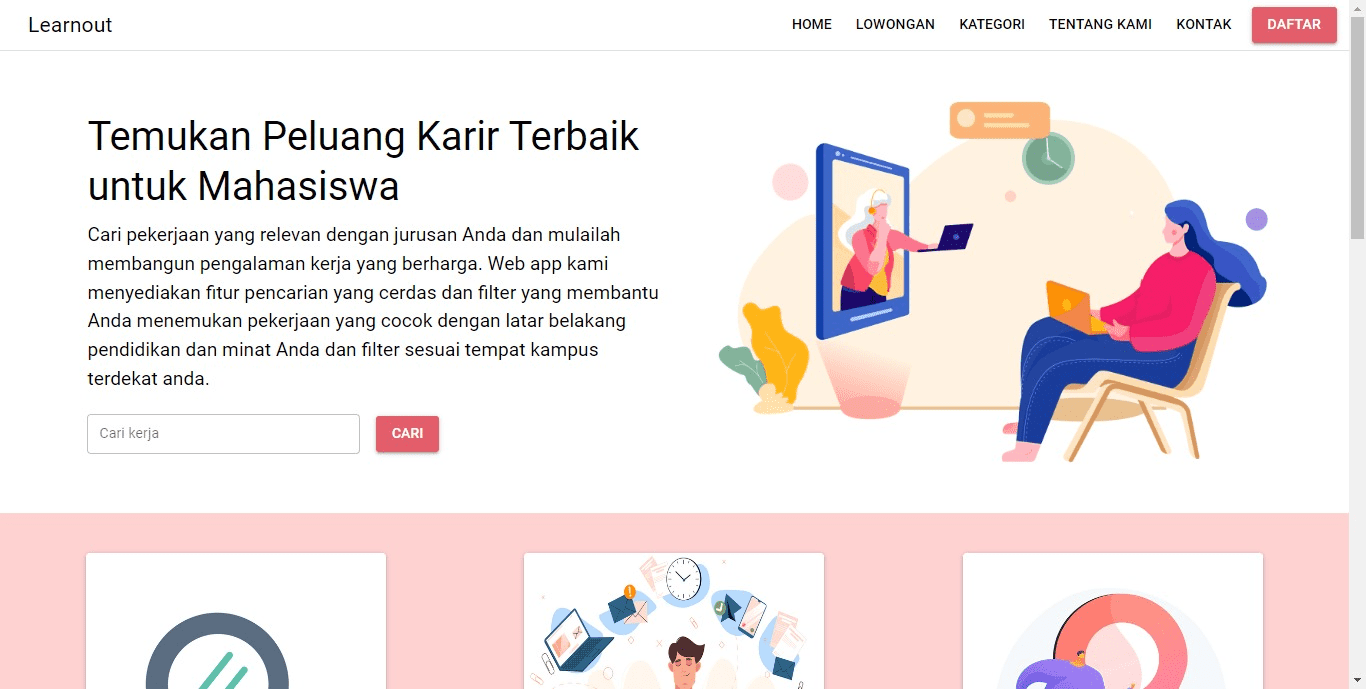 Learnout
HOME
LOWONGAN
KATEGORI
TENTANG KAMI
KONTAK
DAFTAR
Temukan Peluang Karir Terbaik
untuk Mahasiswa
Cari pekerjaan yang relevan dengan jurusan Anda dan mulailah
membangun pengalaman kerja yang berharga. Web app kami
menyediakan fitur pencarian yang cerdas dan filter yang membantu
Anda menemukan pekerjaan yang cocok dengan latar belakang
pendidikan dan minat Anda dan filter sesuai tempat kampus
terdekat anda.
Cari kerja
CARI